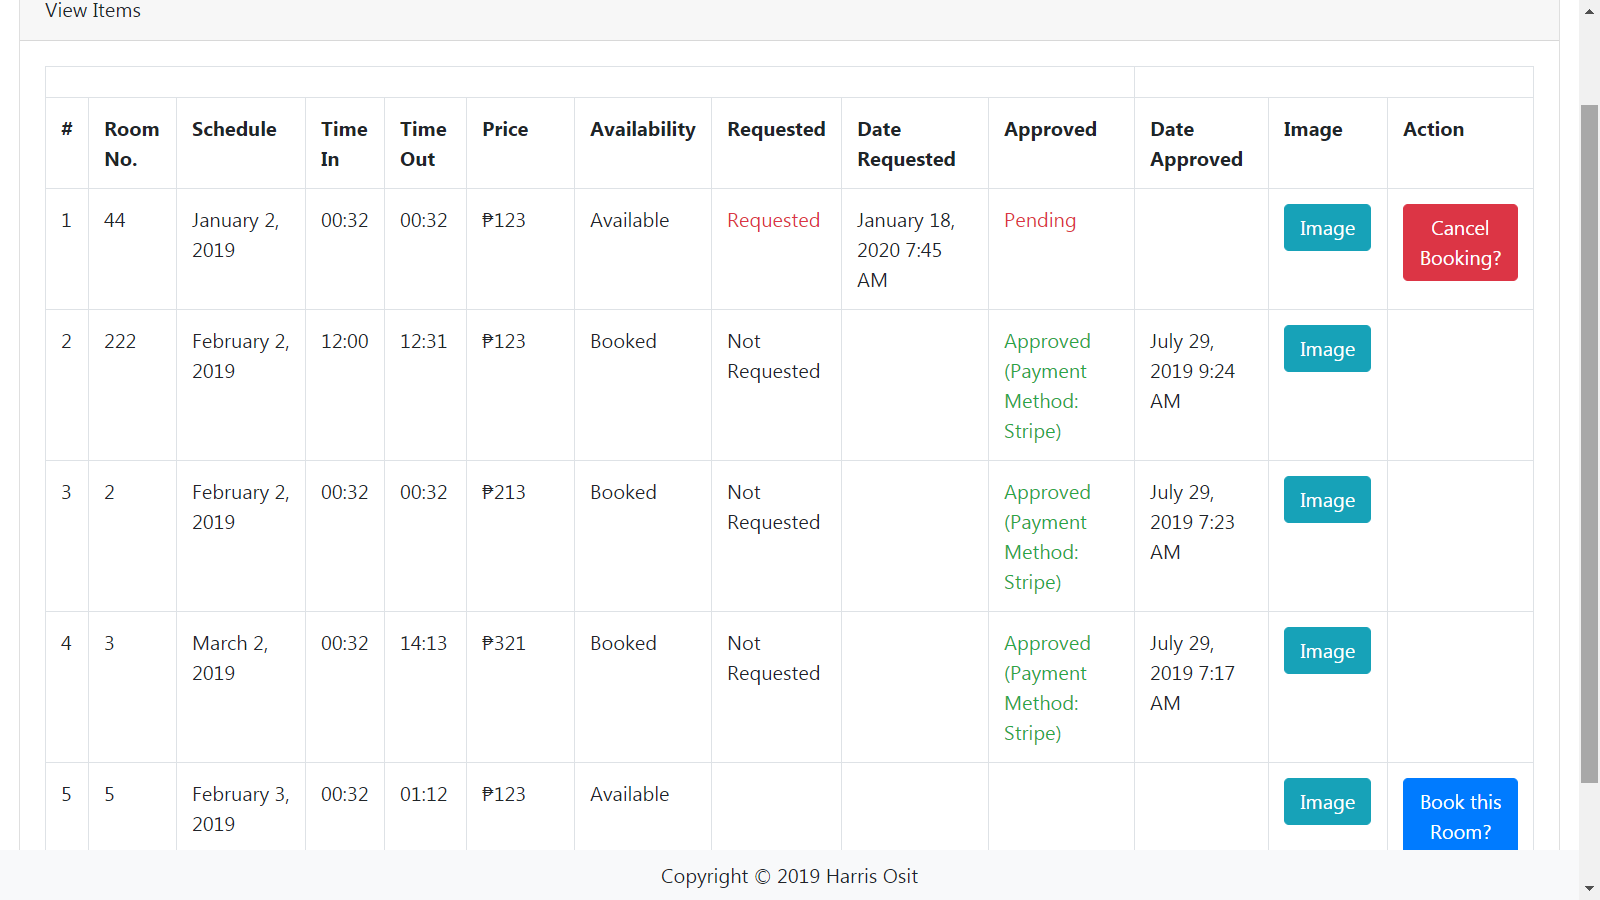 View Items
# Room No. Schedule Time In Time Out Price Availability Requested Date Requested Approved Date Approved Image Action
1 44 January 2, 2019 00:32 00:32 ₱123 Available Requested January 18, 2020 7:45 AM Pending Image Cancel Booking?
2 222 February 2, 2019 12:00 12:31 ₱123 Booked Not Requested Approved (Payment Method: Stripe) July 29, 2019 9:24 AM Image
3 2 February 2, 2019 00:32 00:32 ₱213 Booked Not Requested Approved (Payment Method: Stripe) July 29, 2019 7:23 AM Image
4 3 March 2, 2019 00:32 14:13 ₱321 Booked Not Requested Approved (Payment Method: Stripe) July 29, 2019 7:17 AM Image
5 5 February 3, 2019 00:32 01:12 ₱123 Available Image Book this Room?
Copyright © 2019 Harris Osit